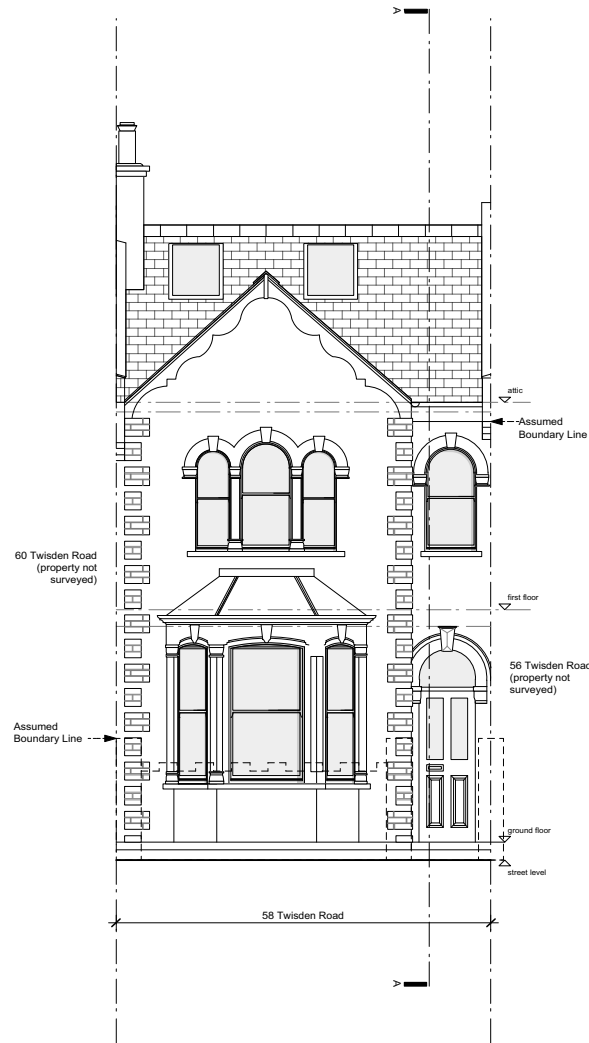 A
attic
Assumed
Boundary Line
60 Twisden Road
(property not
surveyed)
first floor
56 Twisden Road
(property not
surveyed)
Assumed
Boundary Line
ground floor
street level
58 Twisden Road
A